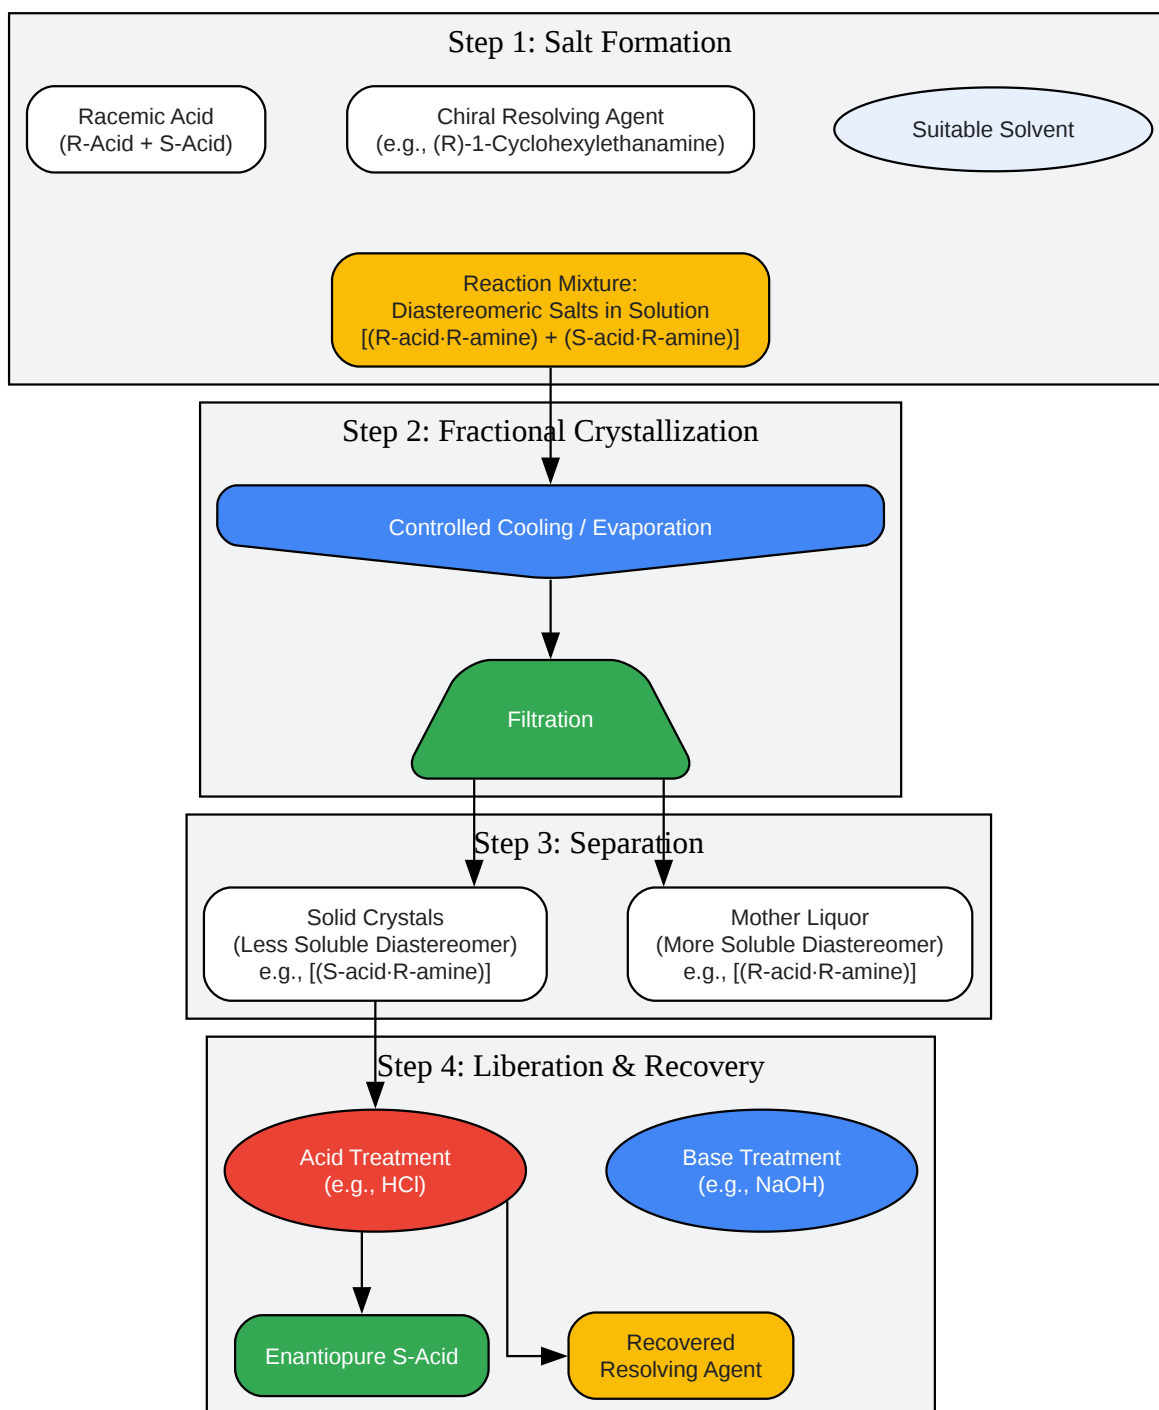 Step 1: Salt Formation
Racemic Acid
(R-Acid + S-Acid)
Chiral Resolving Agent
(e.g., (R)-1-Cyclohexylethanamine)
Suitable Solvent
Reaction Mixture:
Diastereomeric Salts in Solution
[(R-acid·R-amine) + (S-acid·R-amine)]
Step 2: Fractional Crystallization
Controlled Cooling / Evaporation
Filtration
Step 3: Separation
Solid Crystals
(Less Soluble Diastereomer)
e.g., [(S-acid·R-amine)]
Mother Liquor
(More Soluble Diastereomer)
e.g., [(R-acid·R-amine)]
Step 4: Liberation & Recovery
Acid Treatment
(e.g., HCl)
Base Treatment
(e.g., NaOH)
Enantiopure S-Acid
Recovered
Resolving Agent